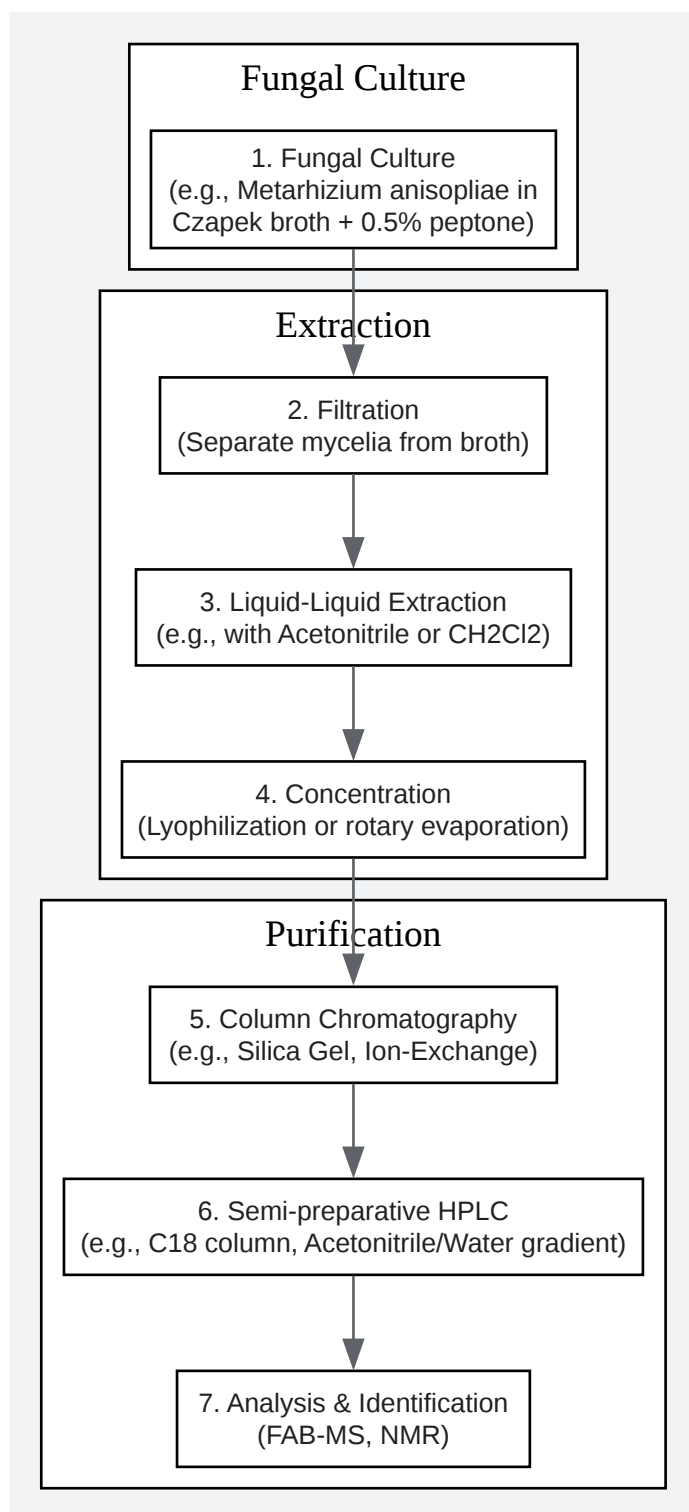 Fungal Culture
1. Fungal Culture
(e.g., Metarhizium anisopliae in
Czapek broth + 0.5% peptone)
Extraction
2. Filtration
(Separate mycelia from broth)
3. Liquid-Liquid Extraction
(e.g., with Acetonitrile or CH2Cl2)
4. Concentration
(Lyophilization or rotary evaporation)
Purification
5. Column Chromatography
(e.g., Silica Gel, Ion-Exchange)
6. Semi-preparative HPLC
(e.g., C18 column, Acetonitrile/Water gradient)
7. Analysis & Identification
(FAB-MS, NMR)